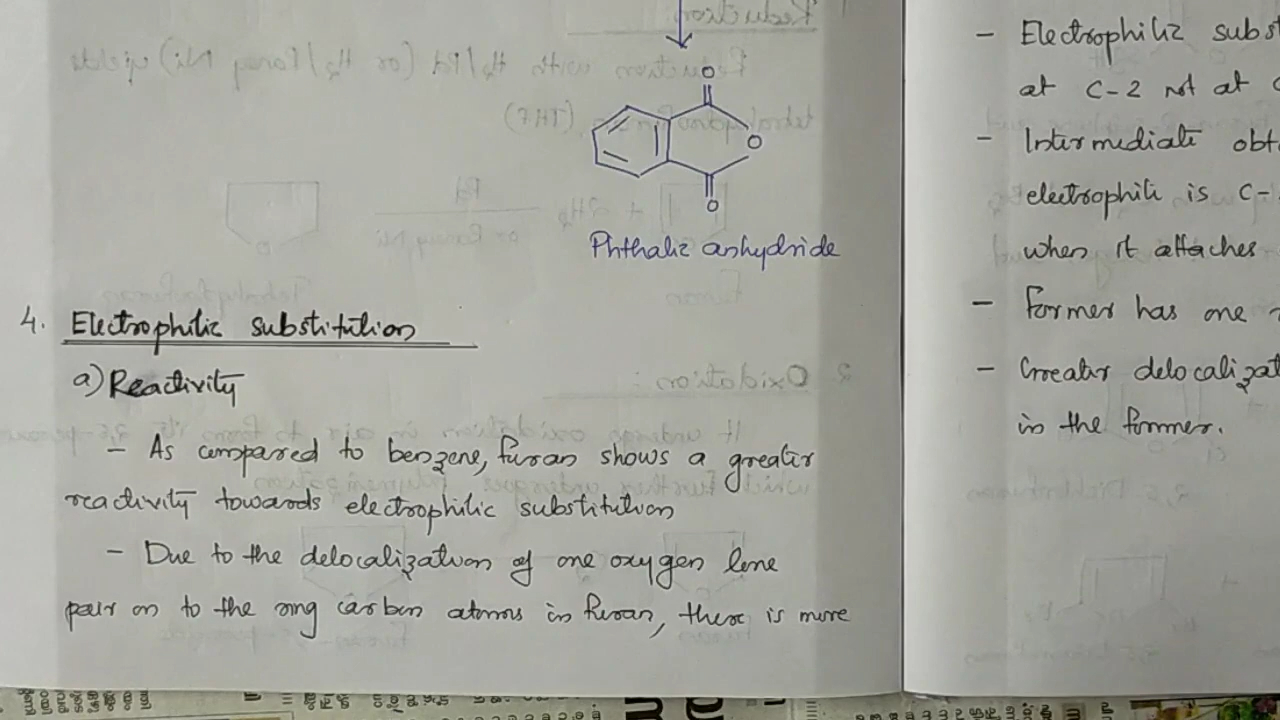 O
O
O
Phthalic anhydride
4. Electrophilic substitution
a) Reactivity
- As compared to benzene, furan shows a greater
reactivity towards electrophilic substitution
- Due to the delocalization of one oxygen lone
pair on to the ring carbon atoms in furan, there is more
- Electrophilic subst
at C-2 not at C
- Intermediate obt
electrophile is C-
when it attaches
- Former has one
- Greater delocalizat
in the former.